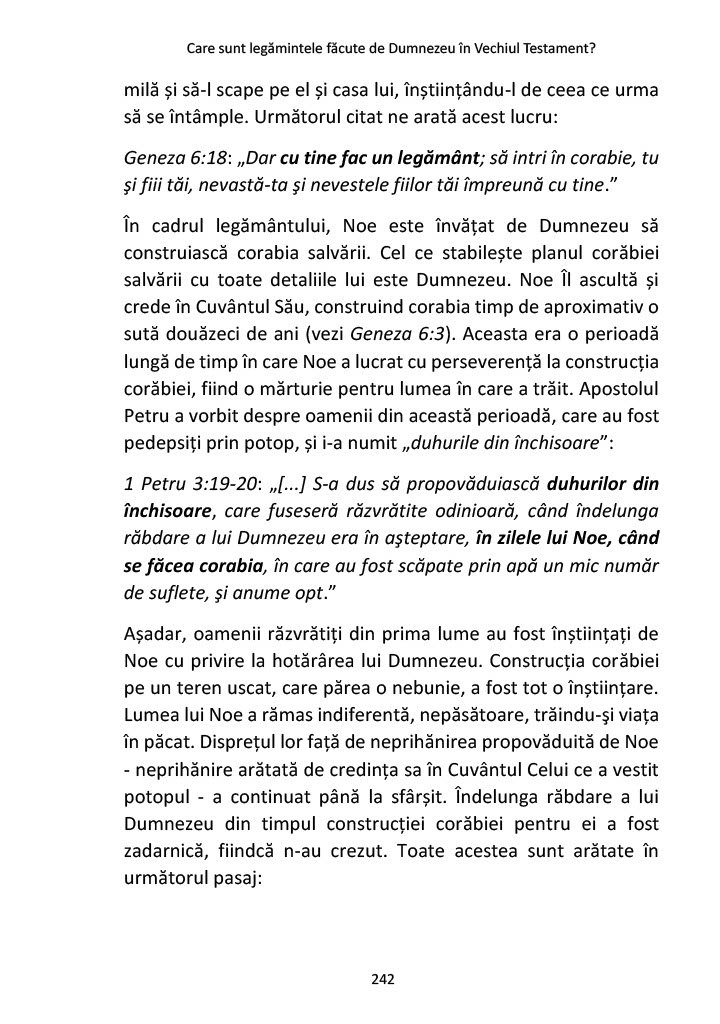 Care sunt legămintele făcute de Dumnezeu în Vechiul Testament?
milă și să-l scape pe el și casa lui, înștiințându-l de ceea ce urma
să se întâmple. Următorul citat ne arată acest lucru:
Geneza 6:18: „Dar cu tine fac un legământ; să intri în corabie, tu
şi fiii tăi, nevastă-ta şi nevestele fiilor tăi împreună cu tine.”
În cadrul legământului, Noe este învățat de Dumnezeu să
construiască corabia salvării. Cel ce stabilește planul corăbiei
salvării cu toate detaliile lui este Dumnezeu. Noe Îl ascultă și
crede în Cuvântul Său, construind corabia timp de aproximativ o
sută douăzeci de ani (vezi Geneza 6:3). Aceasta era o perioadă
lungă de timp în care Noe a lucrat cu perseverență la construcția
corăbiei, fiind o mărturie pentru lumea în care a trăit. Apostolul
Petru a vorbit despre oamenii din această perioadă, care au fost
pedepsiți prin potop, și i-a numit „duhurile din închisoare”:
1 Petru 3:19-20: „[...] S-a dus să propovăduiască duhurilor din
închisoare, care fuseseră răzvrătite odinioară, când îndelunga
răbdare a lui Dumnezeu era în aşteptare, în zilele lui Noe, când
se făcea corabia, în care au fost scăpate prin apă un mic număr
de suflete, şi anume opt.”
Așadar, oamenii răzvrătiți din prima lume au fost înștiințați de
Noe cu privire la hotărârea lui Dumnezeu. Construcția corăbiei
pe un teren uscat, care părea o nebunie, a fost tot o înștiințare.
Lumea lui Noe a rămas indiferentă, nepăsătoare, trăindu-şi viața
în păcat. Disprețul lor față de neprihănirea propovăduită de Noe
- neprihănire arătată de credința sa în Cuvântul Celui ce a vestit
potopul - a continuat până la sfârșit. Îndelunga răbdare a lui
Dumnezeu din timpul construcției corăbiei pentru ei a fost
zadarnică, fiindcă n-au crezut. Toate acestea sunt arătate în
următorul pasaj:
242